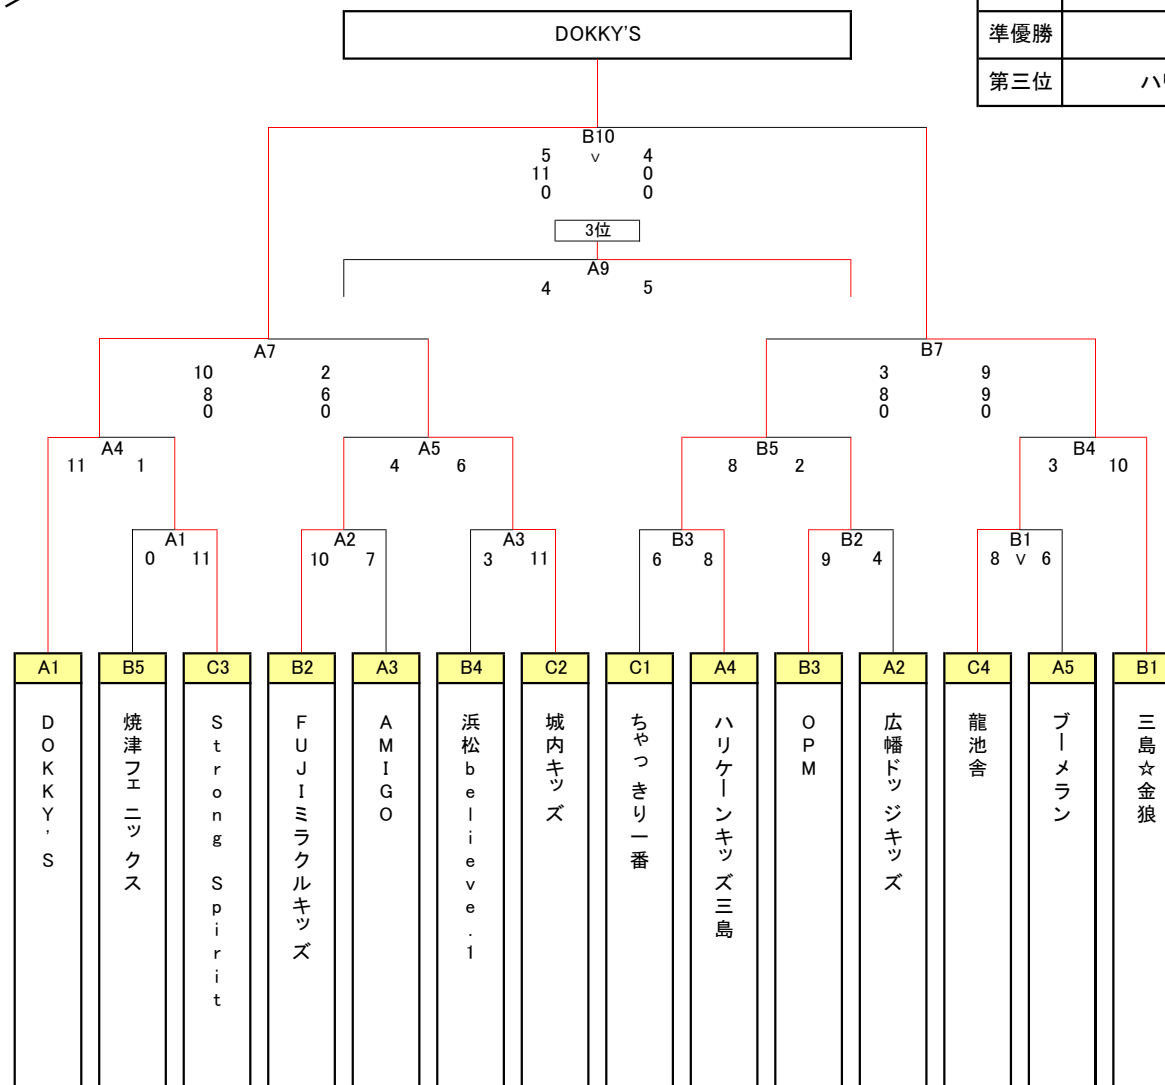 DOKKY'S
準優勝
第三位
B10
5 v 4
11 0
0 0
3位
A9
4 5
A7
10 2
8 6
0 0
B7
3 9
8 9
0 0
A4
11 1
A5
4 6
B5
8 2
B4
3 10
A1
0 11
A2
10 7
A3
3 11
B3
6 8
B2
9 4
B1
8 v 6
A1 B5 C3 B2 A3 B4 C2 C1 A4 B3 A2 C4 A5 B1
DOKKY'S
焼津フェニックス
Strong Spirit
FUJIミラクルキッズ
AMIGO
浜松believe.1
城内キッズ
ちゃっきり一番
ハリケーンキッズ三島
OPM
広幡ドッジキッズ
龍池舎
ブーメラン
三島☆金狼